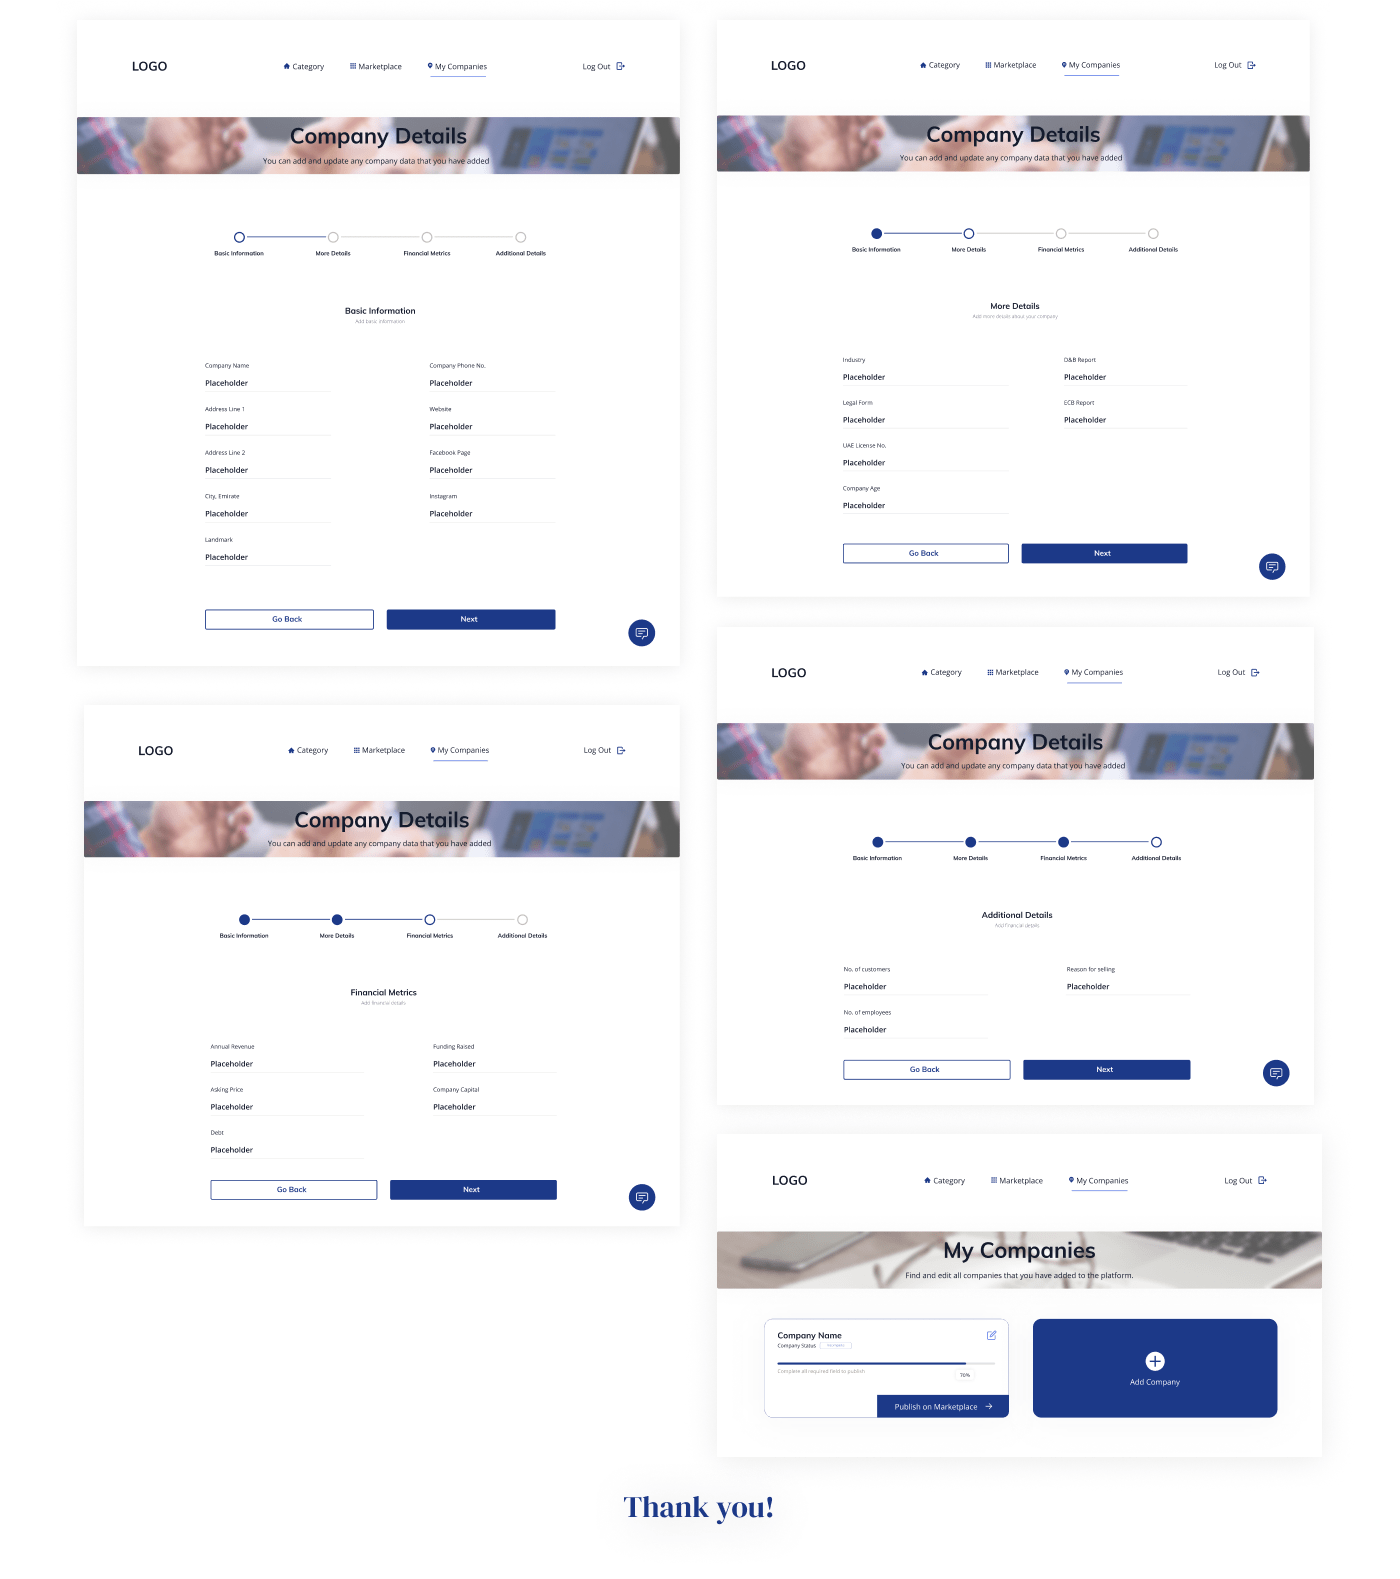 LOGO
Category Marketplace My Companies Log Out
Company Details
You can add and update any company data that you have added
Basic Information More Details Financial Metrics Additional Details
Basic Information
Add basic information
Company Name Company Phone No.
Placeholder Placeholder
Address Line 1 Website
Placeholder Placeholder
Address Line 2 Facebook Page
Placeholder Placeholder
City, Emirate Instagram
Placeholder Placeholder
Landmark
Placeholder
Go Back Next
LOGO
Category Marketplace My Companies Log Out
Company Details
You can add and update any company data that you have added
Basic Information More Details Financial Metrics Additional Details
More Details
Add more details about your company
Industry D&B Report
Placeholder Placeholder
Legal Form ECB Report
Placeholder Placeholder
UAE License No.
Placeholder
Company Age
Placeholder
Go Back Next
LOGO
Category Marketplace My Companies Log Out
Company Details
You can add and update any company data that you have added
Basic Information More Details Financial Metrics Additional Details
Financial Metrics
Add financial details
Annual Revenue Funding Raised
Placeholder Placeholder
Asking Price Company Capital
Placeholder Placeholder
Debt
Placeholder
Go Back Next
LOGO
Category Marketplace My Companies Log Out
Company Details
You can add and update any company data that you have added
Basic Information More Details Financial Metrics Additional Details
Additional Details
Add financial details
No. of customers Reason for selling
Placeholder Placeholder
No. of employees
Placeholder
Go Back Next
LOGO
Category Marketplace My Companies Log Out
My Companies
Find and edit all companies that you have added to the platform.
Company Name
Company Status
Complete all required field to publish
70%
Publish on Marketplace
Add Company
Thank you!